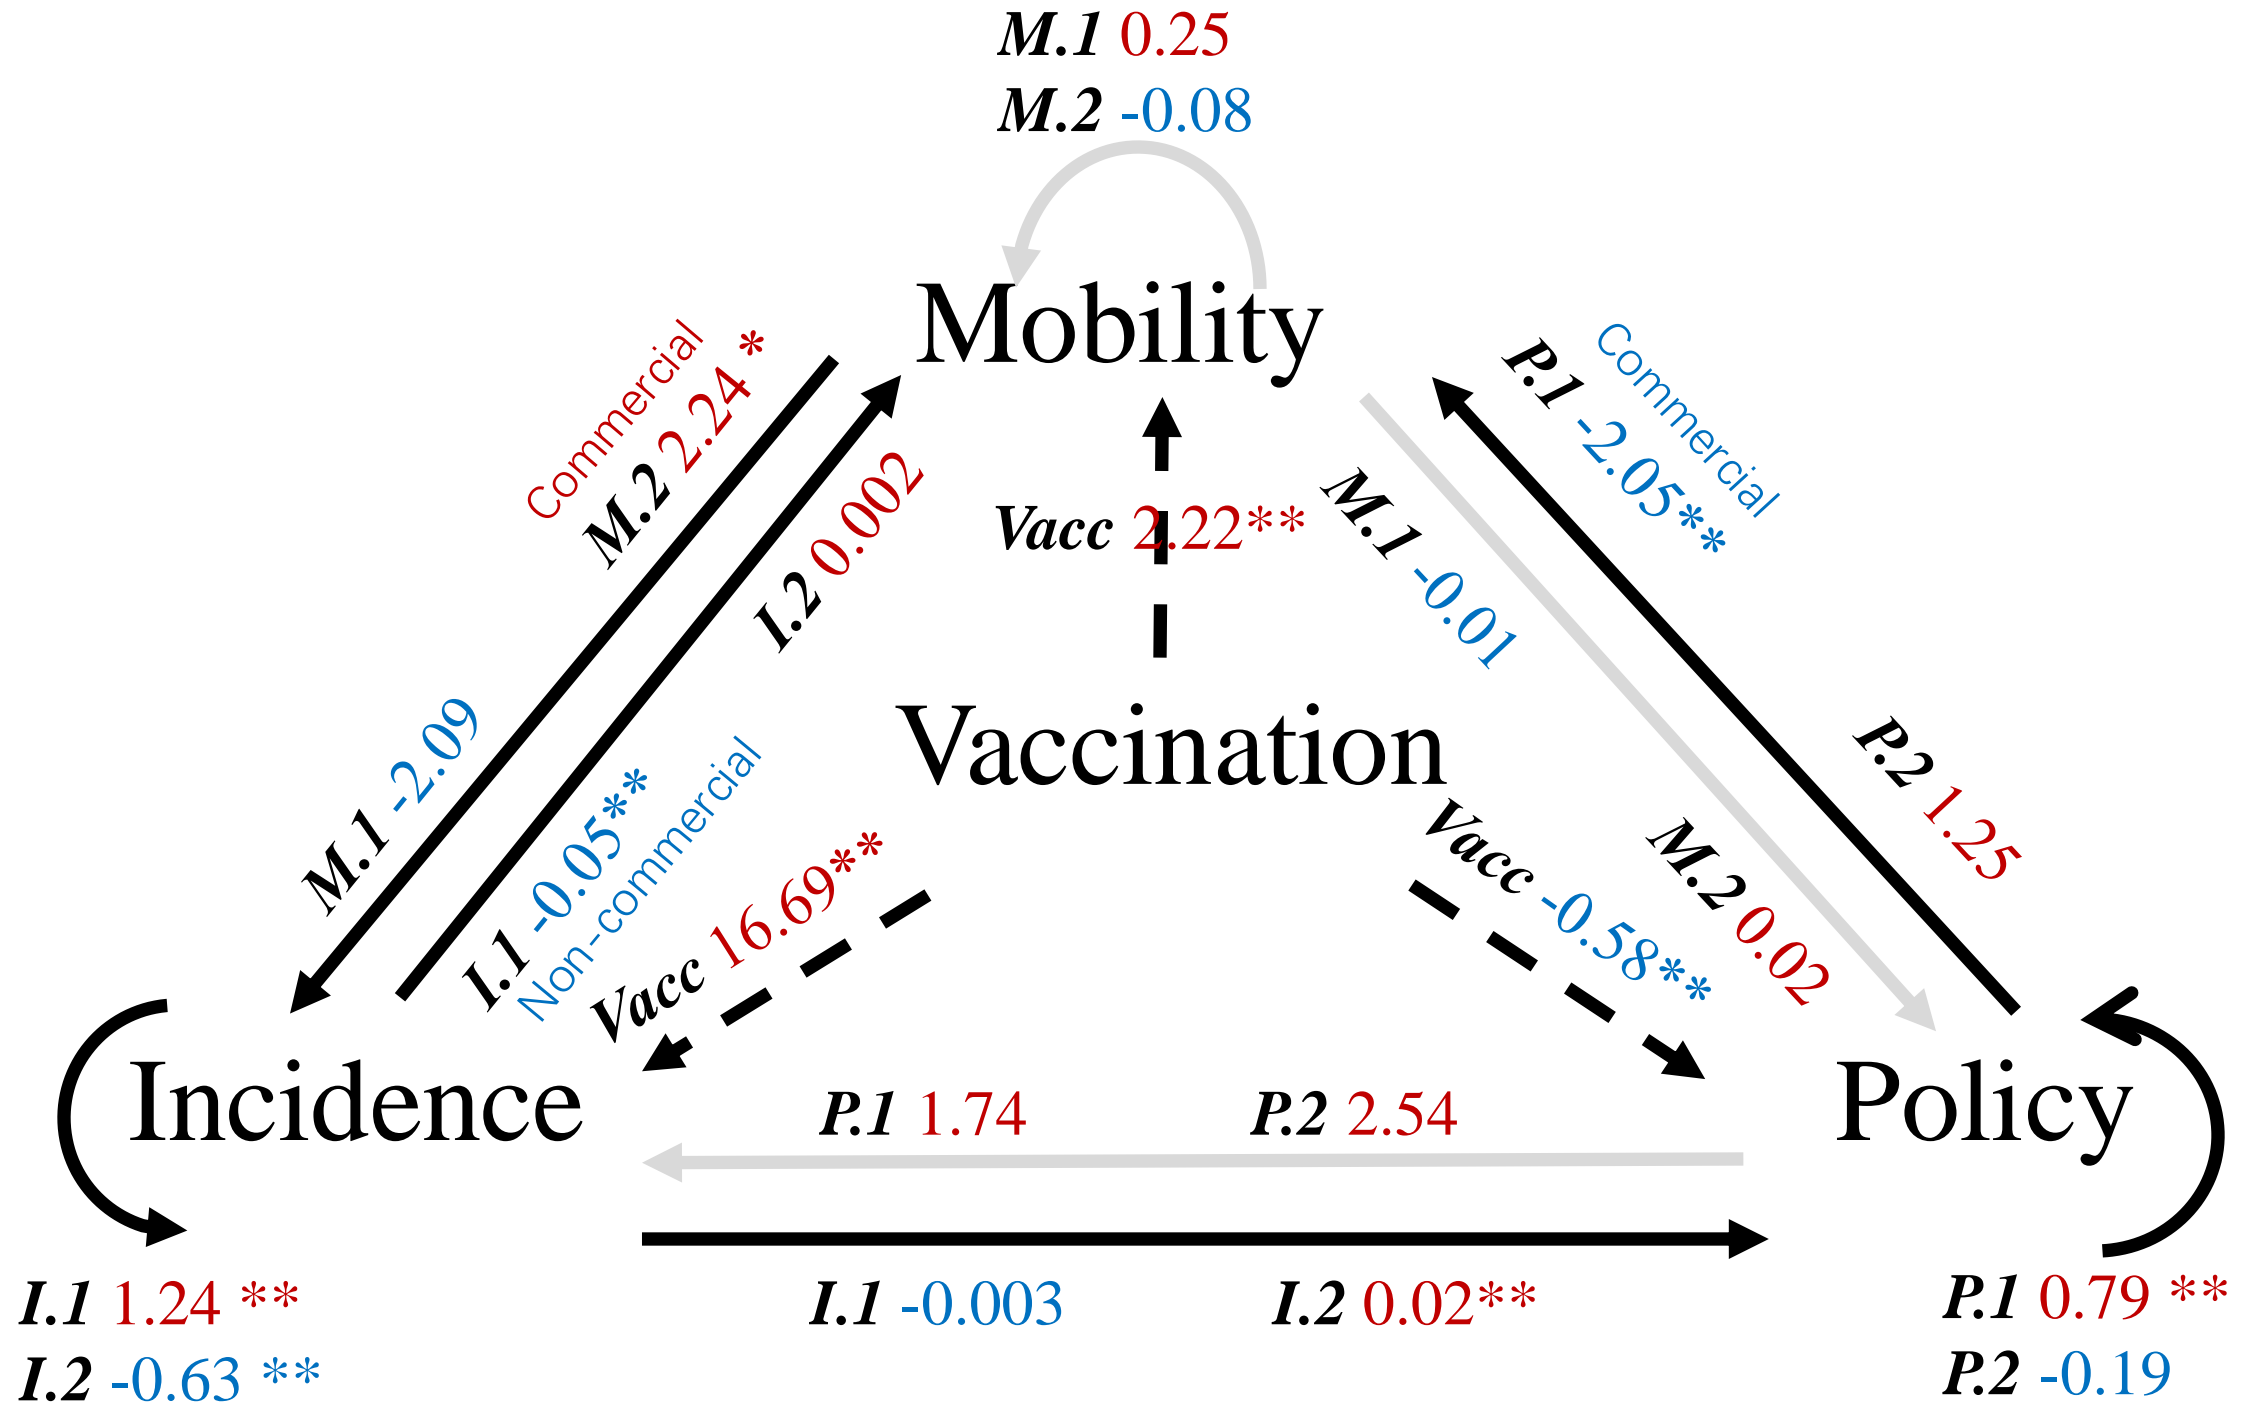 M.1 0.25
M.2 -0.08
Mobility
Commercial
M.2 2.24 *
M.1 -2.09
I.2 0.002
I.1 -0.05**
Non-commercial
Vacc 2.22**
Commercial
P.1 -2.05**
P.2 1.25
M.1 -0.01
M.2 0.02
Vaccination
Vacc 16.69**
Vacc -0.58**
Incidence
Policy
P.1 1.74
P.2 2.54
I.1 -0.003
I.2 0.02**
I.1 1.24 **
I.2 -0.63 **
P.1 0.79 **
P.2 -0.19